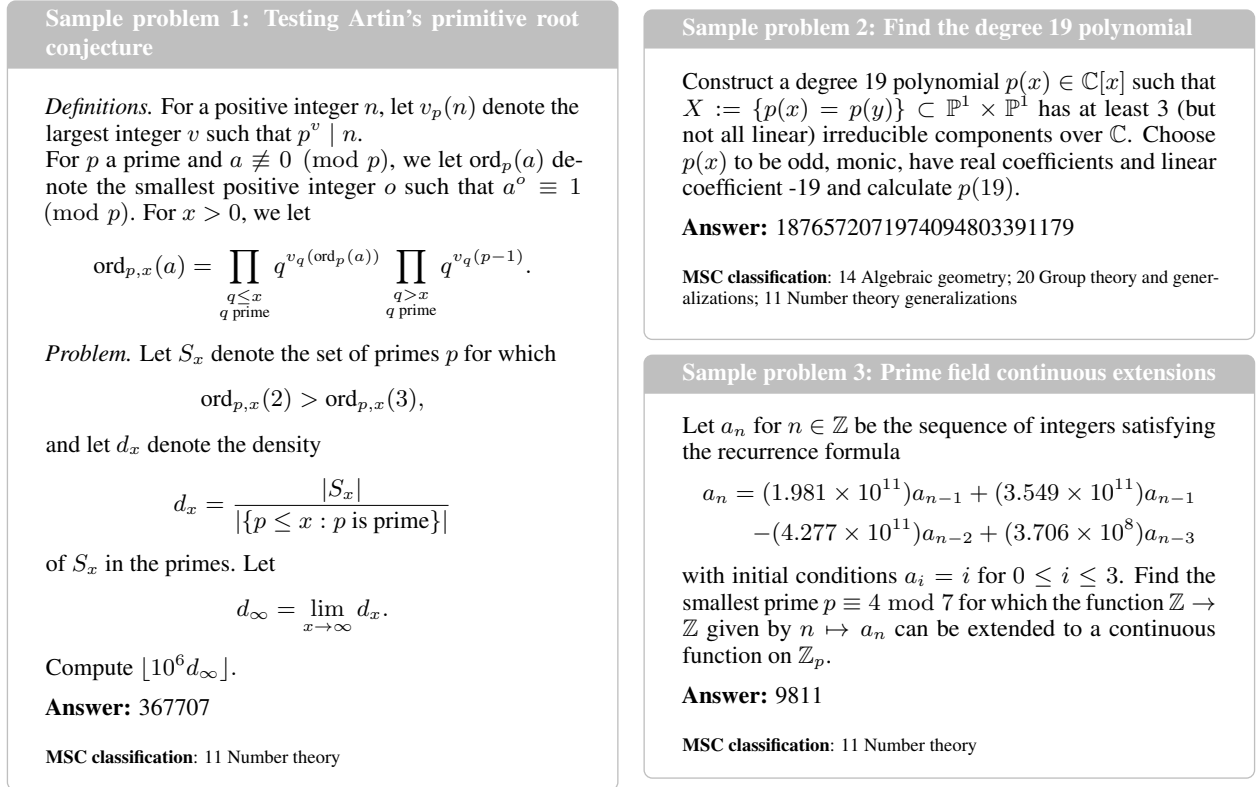 Sample problem 1: Testing Artin's primitive root
conjecture
Definitions. For a positive integer n, let v_p(n) denote the
largest integer v such that p^v | n.
For p a prime and a ≢ 0 (mod p), we let ord_p(a) de-
note the smallest positive integer o such that a^o ≡ 1
(mod p). For x > 0, we let
ord_{p,x}(a) = ∏_{q≤x, q prime} q^{v_q(ord_p(a))} ∏_{q>x, q prime} q^{v_q(p−1)}.
Problem. Let S_x denote the set of primes p for which
ord_{p,x}(2) > ord_{p,x}(3),
and let d_x denote the density
d_x = |S_x| / |{p ≤ x : p is prime}|
of S_x in the primes. Let
d_∞ = lim_{x→∞} d_x.
Compute ⌊10^6 d_∞⌋.
Answer: 367707
MSC classification: 11 Number theory
Sample problem 2: Find the degree 19 polynomial
Construct a degree 19 polynomial p(x) ∈ ℂ[x] such that
X := {p(x) = p(y)} ⊂ ℙ^1 × ℙ^1 has at least 3 (but
not all linear) irreducible components over ℂ. Choose
p(x) to be odd, monic, have real coefficients and linear
coefficient -19 and calculate p(19).
Answer: 1876572071974094803391179
MSC classification: 14 Algebraic geometry; 20 Group theory and gener-
alizations; 11 Number theory generalizations
Sample problem 3: Prime field continuous extensions
Let a_n for n ∈ ℤ be the sequence of integers satisfying
the recurrence formula
a_n = (1.981 × 10^11)a_{n−1} + (3.549 × 10^11)a_{n−1}
−(4.277 × 10^11)a_{n−2} + (3.706 × 10^8)a_{n−3}
with initial conditions a_i = i for 0 ≤ i ≤ 3. Find the
smallest prime p ≡ 4 mod 7 for which the function ℤ →
ℤ given by n ↦ a_n can be extended to a continuous
function on ℤ_p.
Answer: 9811
MSC classification: 11 Number theory